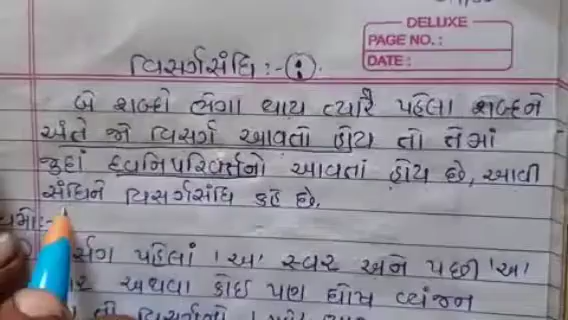 DELUXE
PAGE NO. :
DATE :
વિસર્ગસંધિ :- (ઃ).
બે શબ્દો ભેગા થાય ત્યારે પહેલા શબ્દને
અંતે જો વિસર્ગ આવતો હોય તો તેમાં
જુદાં ધ્વનિપરિવર્તનો આવતાં હોય છે, આવી
સંધિને વિસર્ગસંધિ કહે છે.
પહેલાં 'અ' સ્વર અને પછી 'અ'
અથવા કોઈ પણ ઘોષ વ્યંજન